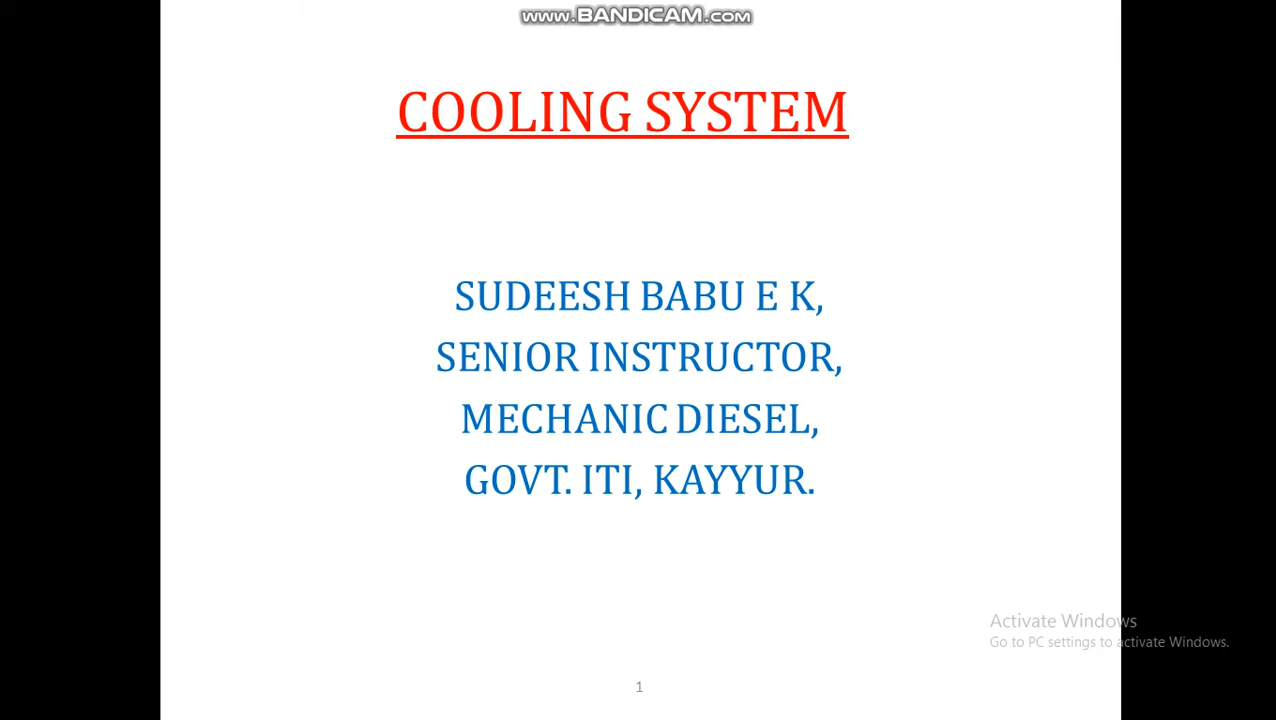 www.BANDICAM.com
COOLING SYSTEM
SUDEESH BABU E K,
SENIOR INSTRUCTOR,
MECHANIC DIESEL,
GOVT. ITI, KAYYUR.
Activate Windows
Go to PC settings to activate Windows.
1